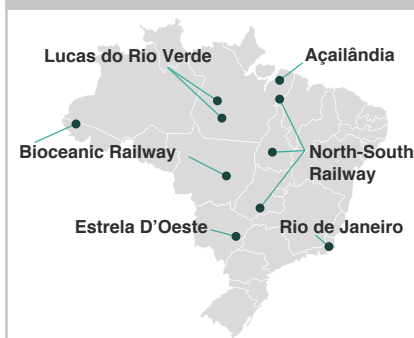 Lucas do Rio Verde
Açailândia
Bioceanic Railway
North-South
Railway
Estrela D'Oeste
Rio de Janeiro